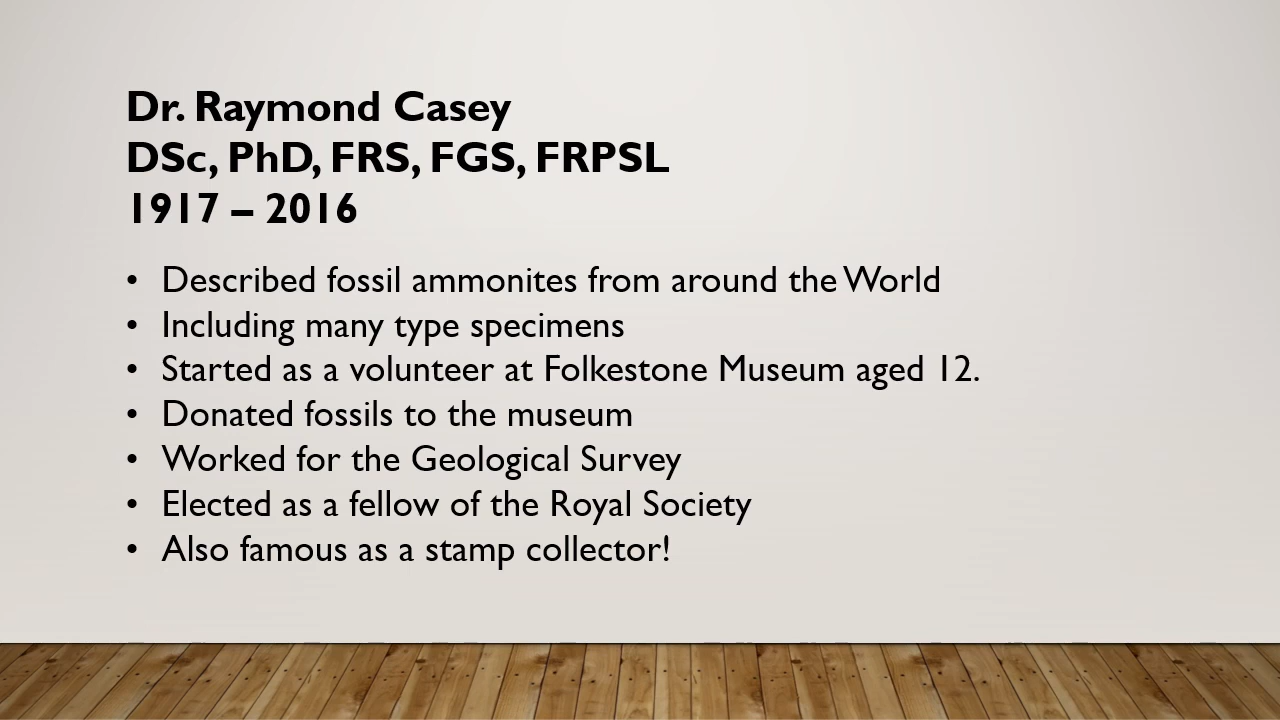 Dr. Raymond Casey
DSc, PhD, FRS, FGS, FRPSL
1917 – 2016
• Described fossil ammonites from around the World
• Including many type specimens
• Started as a volunteer at Folkestone Museum aged 12.
• Donated fossils to the museum
• Worked for the Geological Survey
• Elected as a fellow of the Royal Society
• Also famous as a stamp collector!